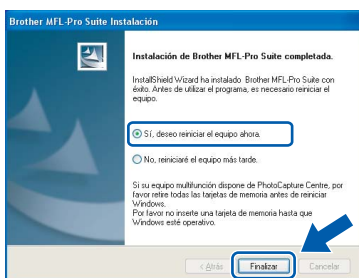 Brother MFL-Pro Suite Instalación
Instalación de Brother MFL-Pro Suite completada.
InstallShield Wizard ha instalado Brother MFL-Pro Suite con
éxito. Antes de utilizar el programa, es necesario reiniciar el
equipo.
Sí, deseo reiniciar el equipo ahora.
No, reiniciaré el equipo más tarde.
Si su equipo multifunción dispone de PhotoCapture Centre, por
favor retire todas las tarjetas de memoria antes de reiniciar
Windows.
Por favor no inserte una tarjeta de memoria hasta que
Windows esté operativo.
< Atrás
Finalizar
Cancelar